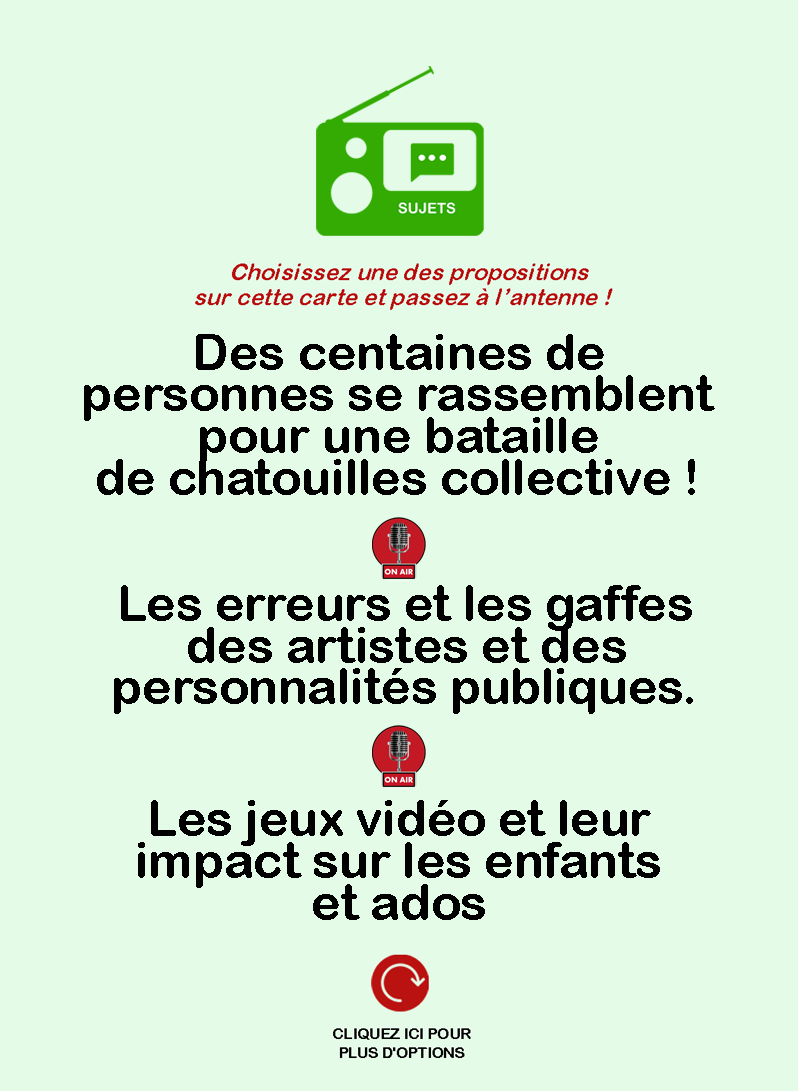 SUJETS
Choisissez une des propositions
sur cette carte et passez à l’antenne !
Des centaines de
personnes se rassemblent
pour une bataille
de chatouilles collective !
ON AIR
Les erreurs et les gaffes
des artistes et des
personnalités publiques.
ON AIR
Les jeux vidéo et leur
impact sur les enfants
et ados
CLIQUEZ ICI POUR
PLUS D'OPTIONS